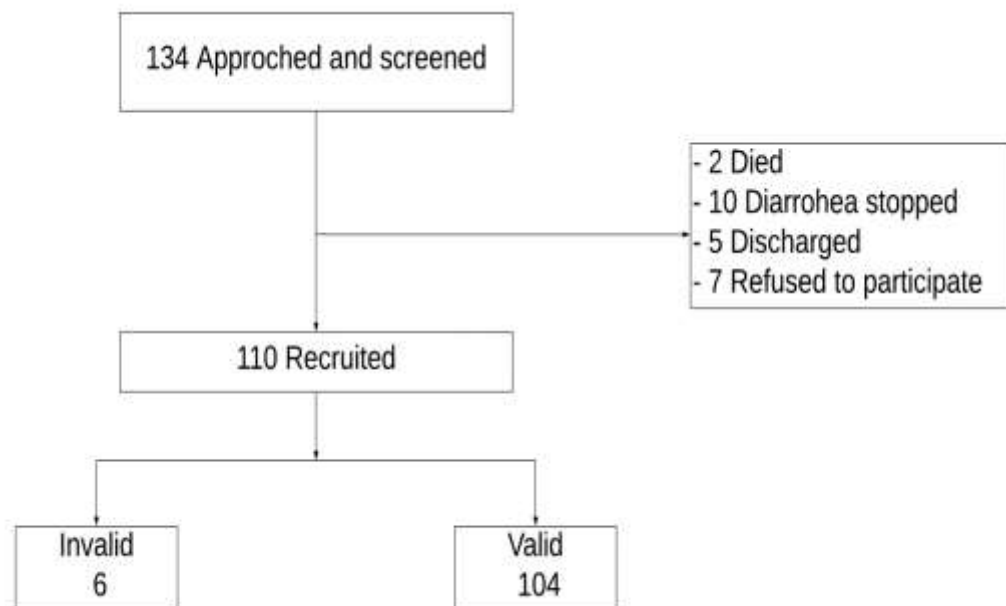 134 Approched and screened
- 2 Died
- 10 Diarrohea stopped
- 5 Discharged
- 7 Refused to participate
110 Recruited
Invalid
6
Valid
104